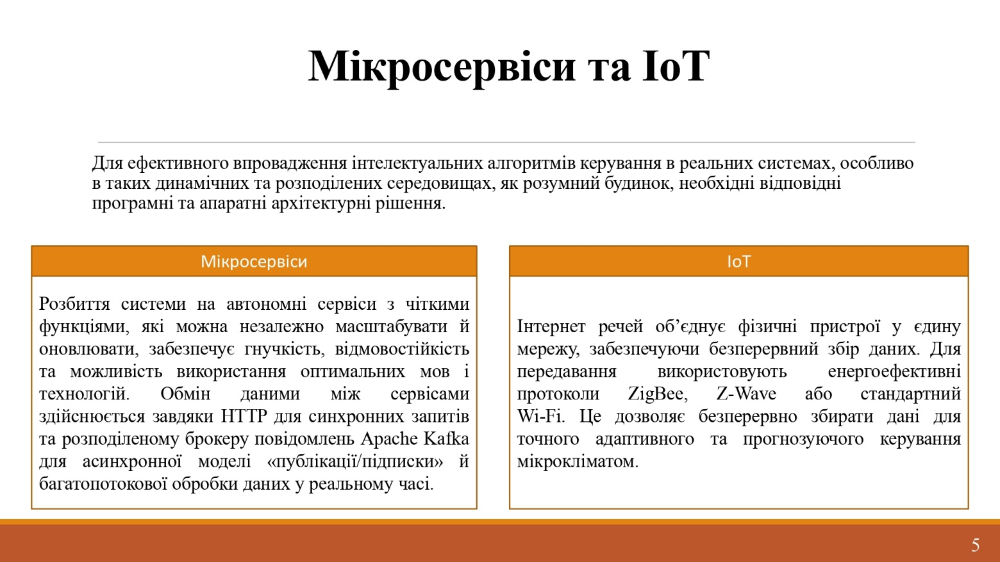 Мікросервіси та ІоТ
Для ефективного впровадження інтелектуальних алгоритмів керування в реальних системах, особливо
в таких динамічних та розподілених середовищах, як розумний будинок, необхідні відповідні
програмні та апаратні архітектурні рішення.
Мікросервіси
Розбиття системи на автономні сервіси з чіткими
функціями, які можна незалежно масштабувати й
оновлювати, забезпечує гнучкість, відмовостійкість
та можливість використання оптимальних мов і
технологій. Обмін даними між сервісами
здійснюється завдяки HTTP для синхронних запитів
та розподіленому брокеру повідомлень Apache Kafka
для асинхронної моделі «публікації/підписки» й
багатопотокової обробки даних у реальному часі.
ІоТ
Інтернет речей об’єднує фізичні пристрої у єдину
мережу, забезпечуючи безперервний збір даних. Для
передавання використовують енергоефективні
протоколи ZigBee, Z-Wave або стандартний
Wi-Fi. Це дозволяє безперервно збирати дані для
точного адаптивного та прогнозуючого керування
мікрокліматом.
5